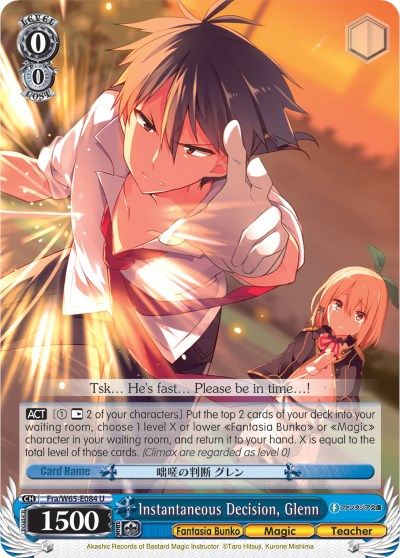 LEVEL
0
0
COST
Tsk... He's fast... Please be in time...!
ACT [① 2 of your characters] Put the top 2 cards of your deck into your
waiting room, choose 1 level X or lower «Fantasia Bunko» or «Magic»
character in your waiting room, and return it to your hand. X is equal to the
total level of those cards. (Climax are regarded as level 0)
Card Name 咄嗟の判断 グレン
CH Fra/W65-E084 U
POWER 1500 Instantaneous Decision, Glenn
ファンタジア文庫
Fantasia Bunko Magic Teacher
Akashic Records of Bastard Magic Instructor ©Taro Hitsuji, Kurone Mishima